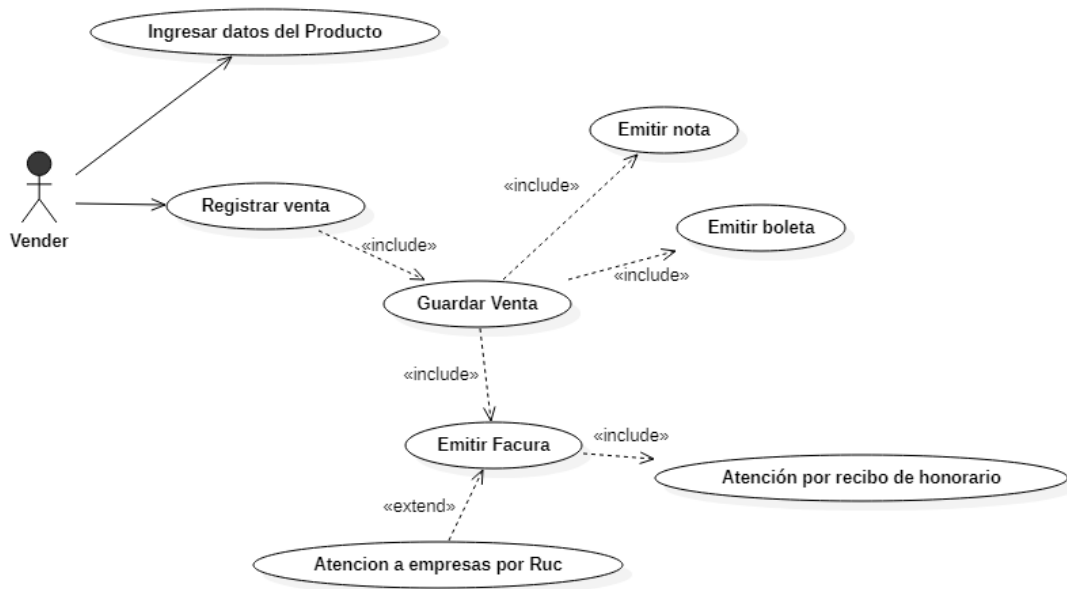 Ingresar datos del Producto
Emitir nota
«include»
Registrar venta
Vender
Emitir boleta
«include»
«include»
Guardar Venta
«include»
Emitir Facura
«include»
Atención por recibo de honorario
«extend»
Atencion a empresas por Ruc